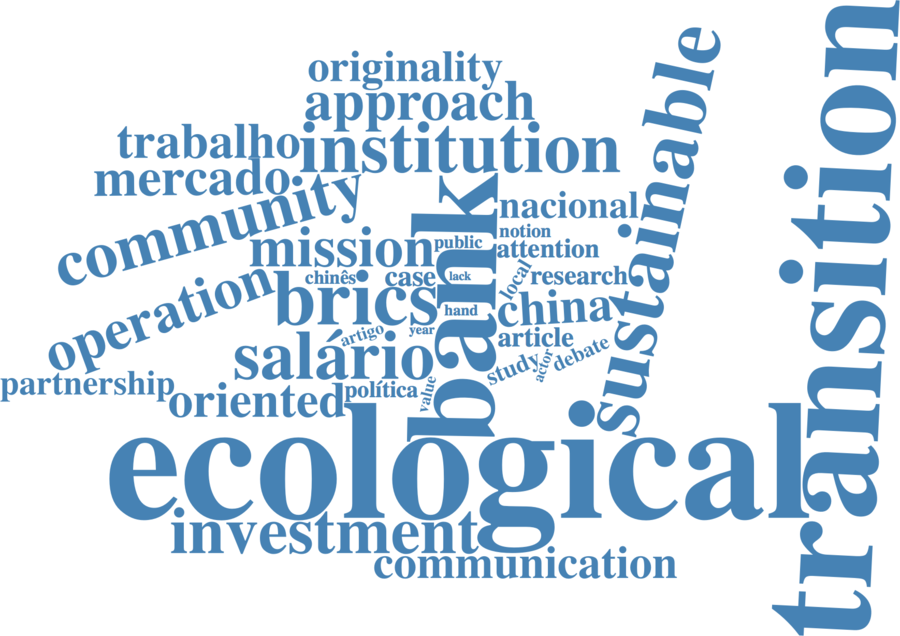 originality
approach
trabalho
institution
mercado
community
sustainable
transition
bank
nacional
notion
mission
public
attention
chinês
case
lack
local
research
operation
brics
hand
china
artigo
year
article
salário
study
actor
debate
partnership
política
value
oriented
ecological
investment
communication